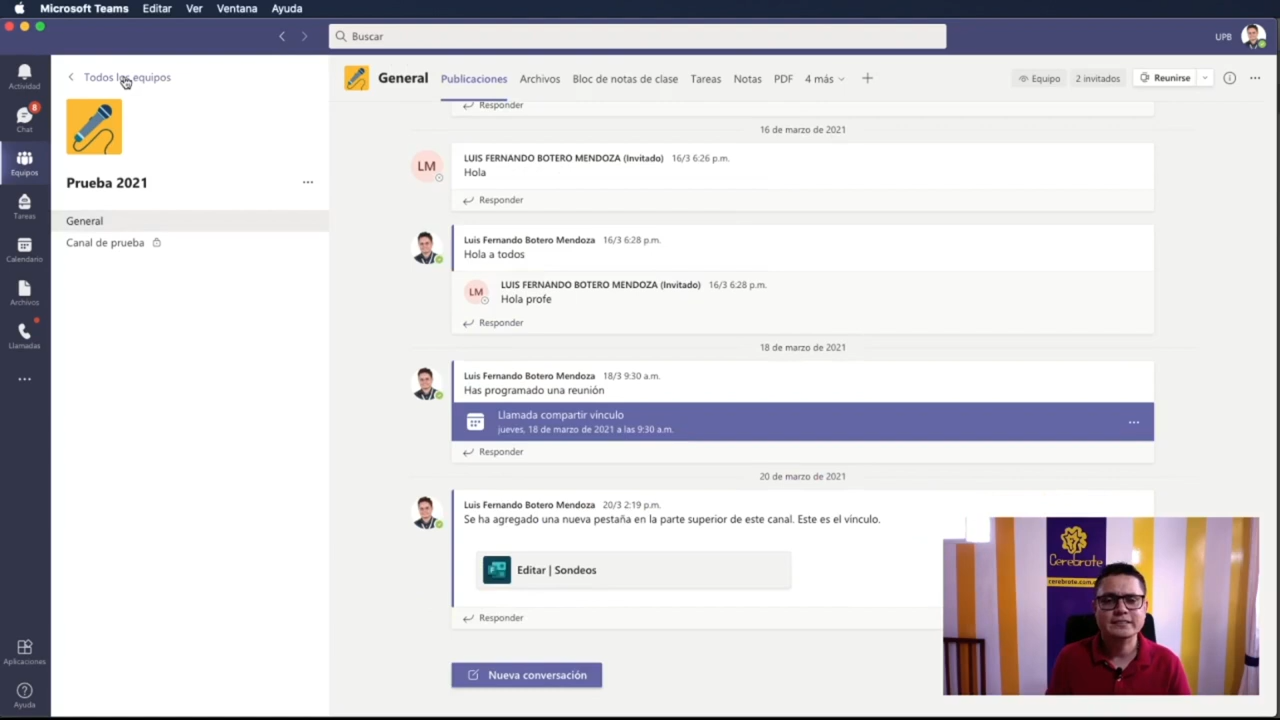 Microsoft Teams Editar Ver Ventana Ayuda
Buscar
UPB
Actividad
Chat
8
Equipos
Tareas
Calendario
Archivos
Llamadas
Aplicaciones
Ayuda
Todos los equipos
Prueba 2021
General
Canal de prueba
General Publicaciones Archivos Bloc de notas de clase Tareas Notas PDF 4 más
Equipo 2 invitados Reunirse
Responder
16 de marzo de 2021
LM
LUIS FERNANDO BOTERO MENDOZA (Invitado) 16/3 6:26 p.m.
Hola
Responder
Luis Fernando Botero Mendoza 16/3 6:28 p.m.
Hola a todos
LM
LUIS FERNANDO BOTERO MENDOZA (Invitado) 16/3 6:28 p.m.
Hola profe
Responder
18 de marzo de 2021
Luis Fernando Botero Mendoza 18/3 9:30 a.m.
Has programado una reunión
Llamada compartir vínculo
jueves, 18 de marzo de 2021 a las 9:30 a.m.
Responder
20 de marzo de 2021
Luis Fernando Botero Mendoza 20/3 2:19 p.m.
Se ha agregado una nueva pestaña en la parte superior de este canal. Este es el vínculo.
Editar | Sondeos
Responder
Nueva conversación
Cerebrote